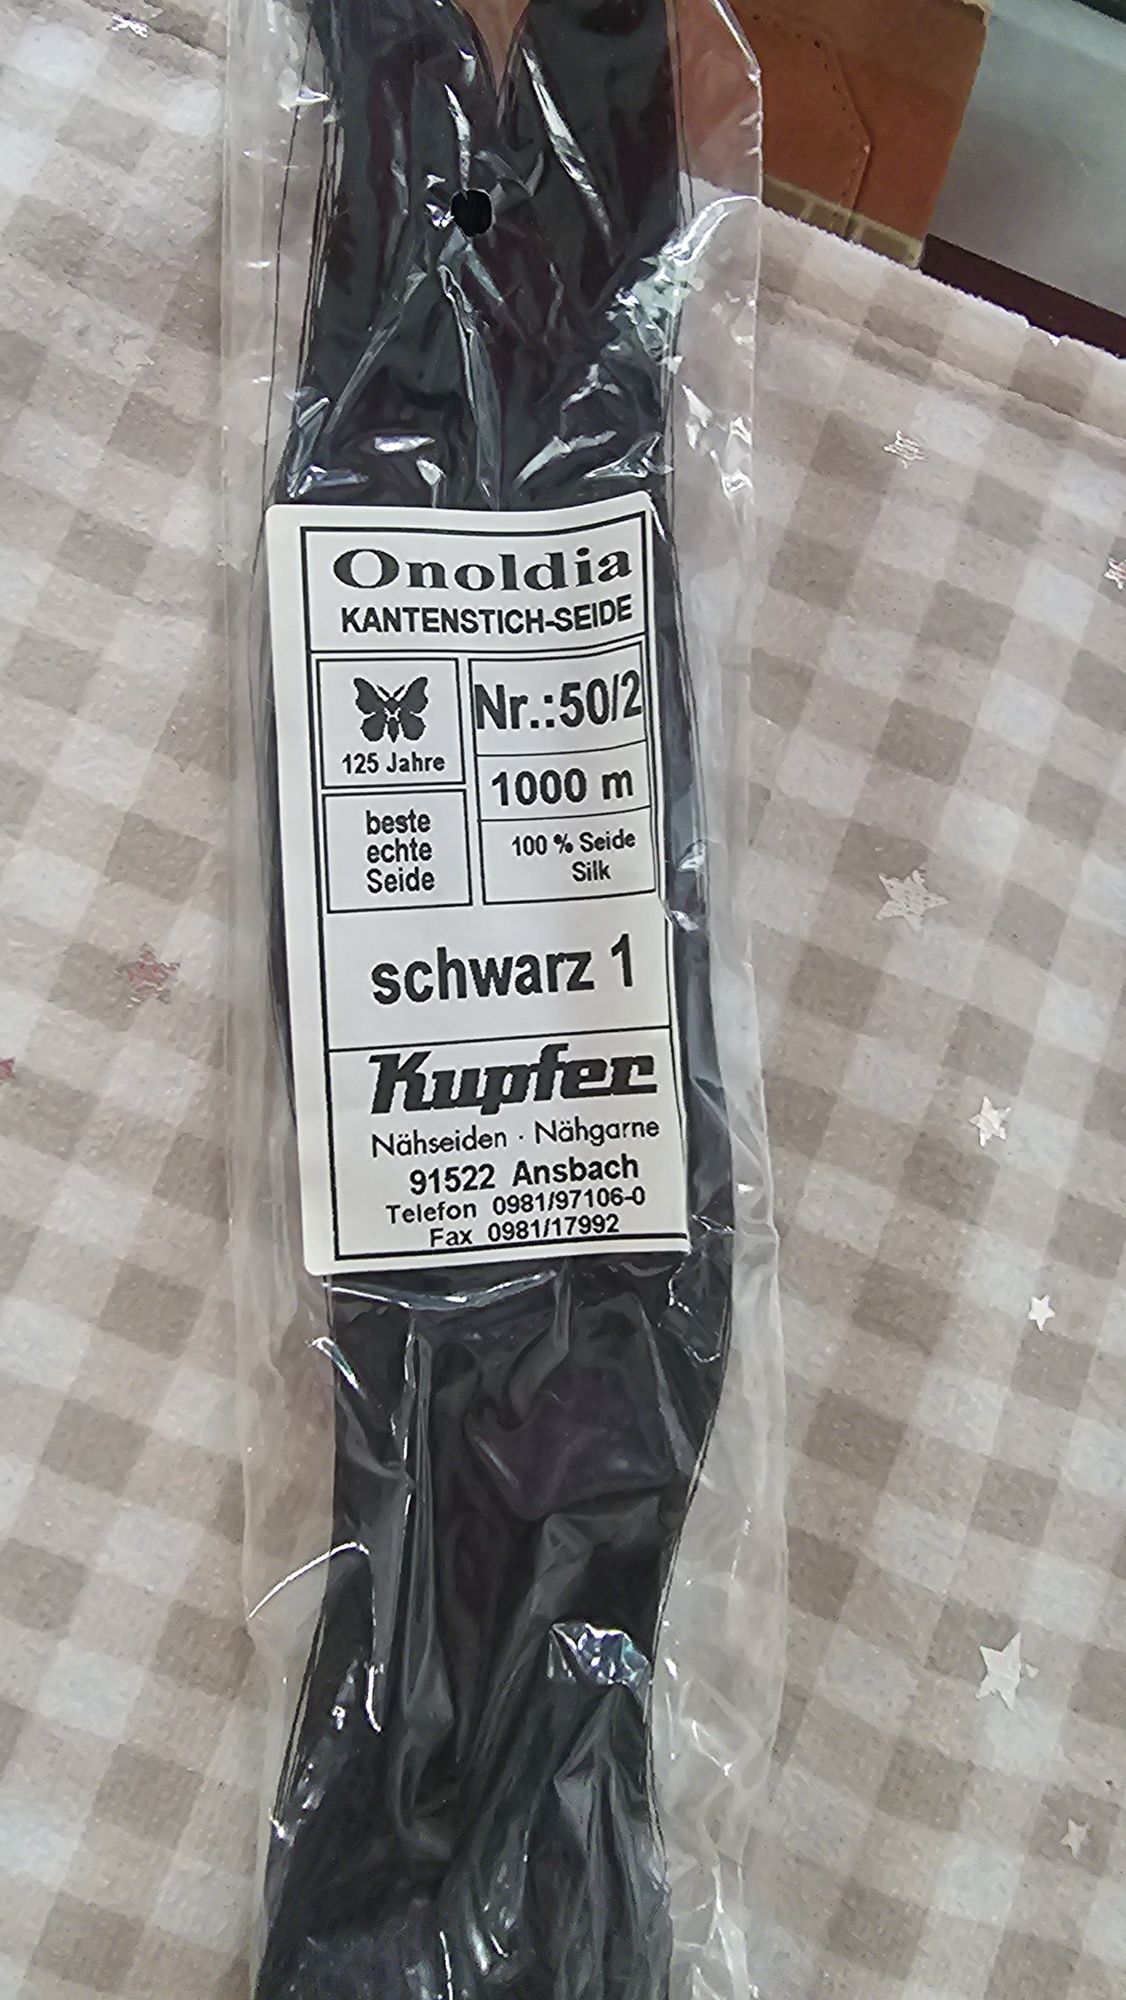 Onoldia
KANTENSTICH-SEIDE
125 Jahre
beste
echte
Seide
Nr.:50/2
1000 m
100 % Seide
Silk
schwarz 1
Kupfer
Nähseiden · Nähgarne
91522 Ansbach
Telefon 0981/97106-0
Fax 0981/17992